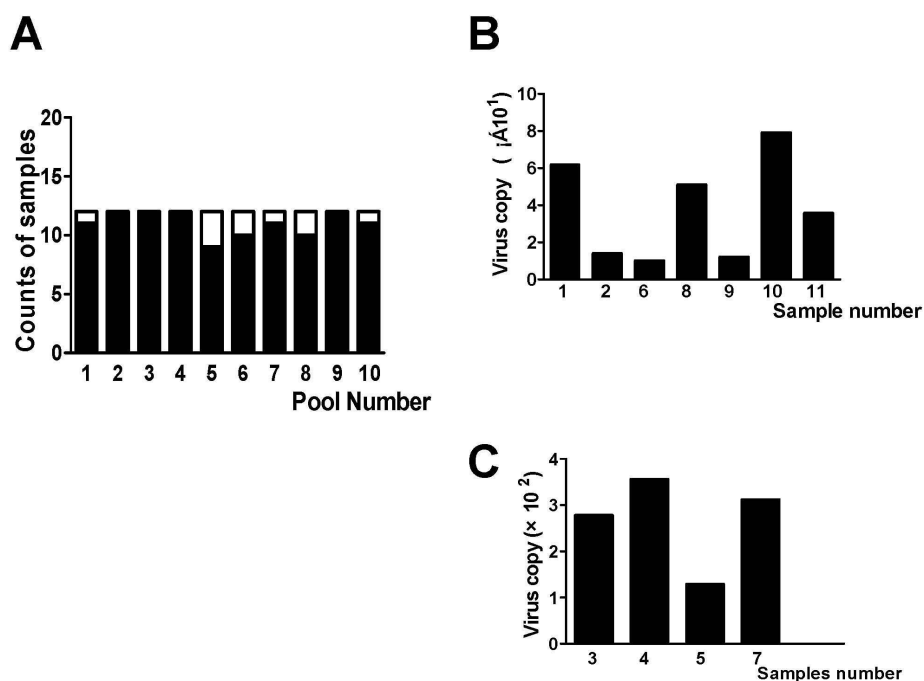 A
Counts of samples
20
15
10
5
0
1 2 3 4 5 6 7 8 9 10
Pool Number
B
Virus copy ( ¡Á10¹)
10
8
6
4
2
0
1 2 6 8 9 10 11
Sample number
C
Virus copy (× 10 ²)
4
3
2
1
0
3 4 5 7
Samples number